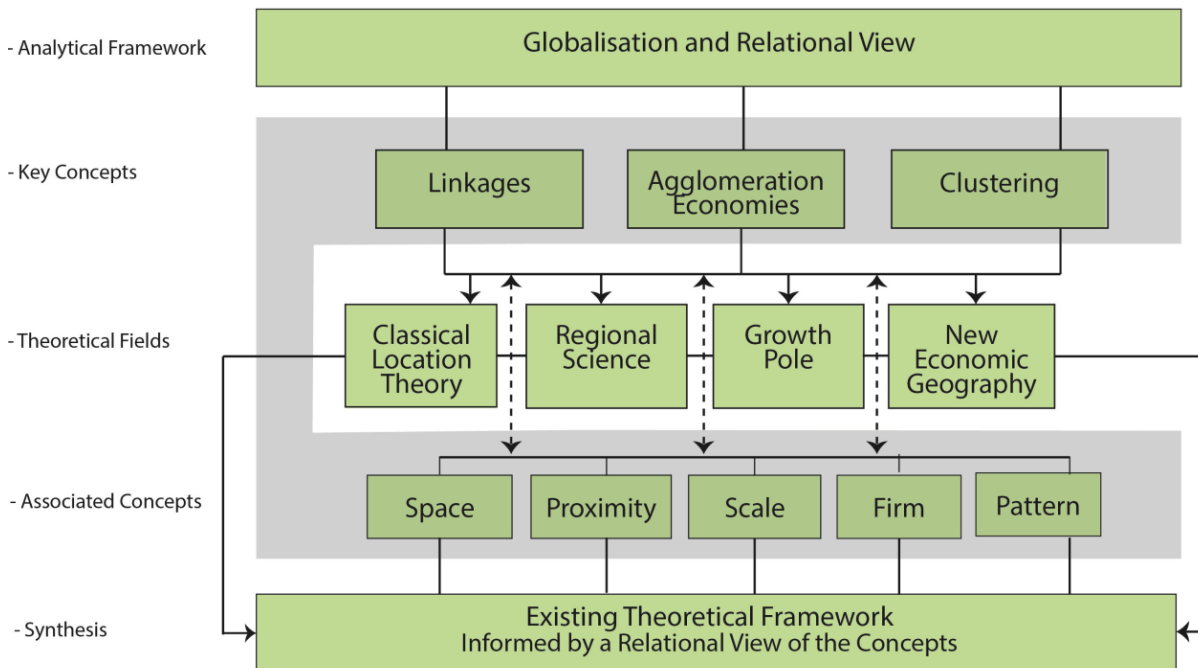 - Analytical Framework
Globalisation and Relational View
- Key Concepts
Linkages
Agglomeration
Economies
Clustering
- Theoretical Fields
Classical
Location
Theory
Regional
Science
Growth
Pole
New
Economic
Geography
- Associated Concepts
Space
Proximity
Scale
Firm
Pattern
- Synthesis
Existing Theoretical Framework
Informed by a Relational View of the Concepts